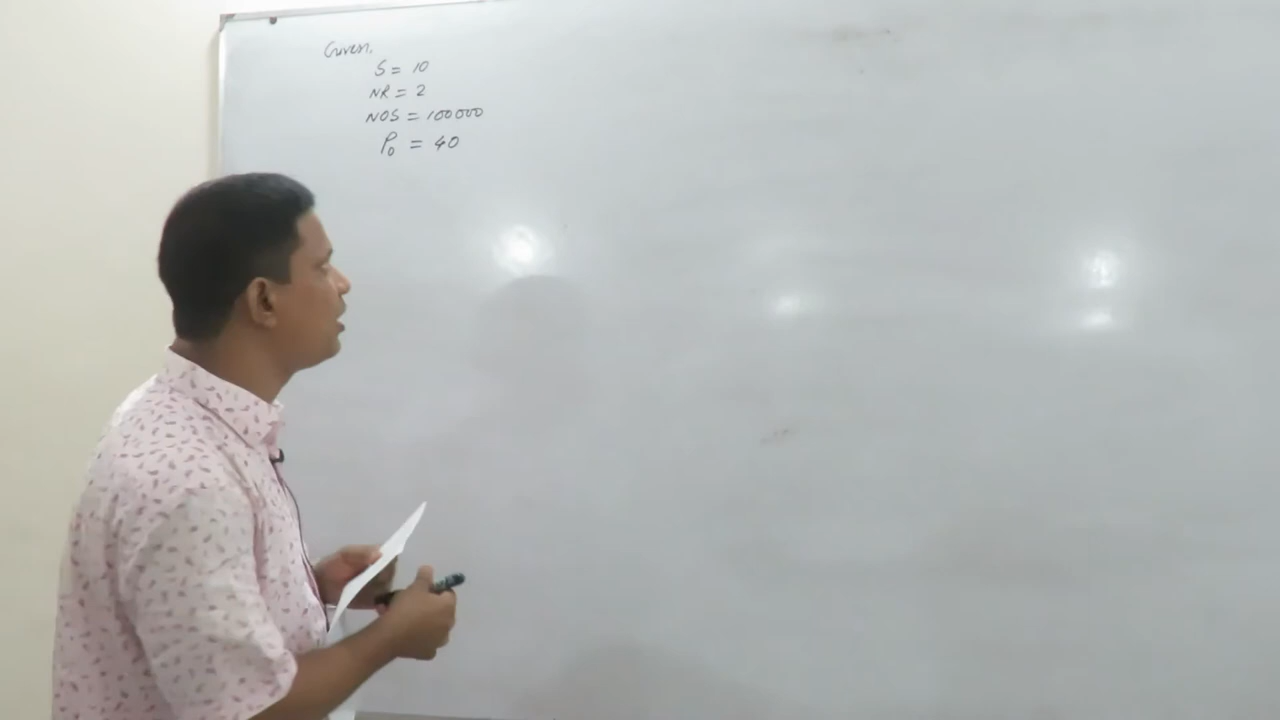 Given,
S = 10
NR = 2
NOS = 100000
P₀ = 40